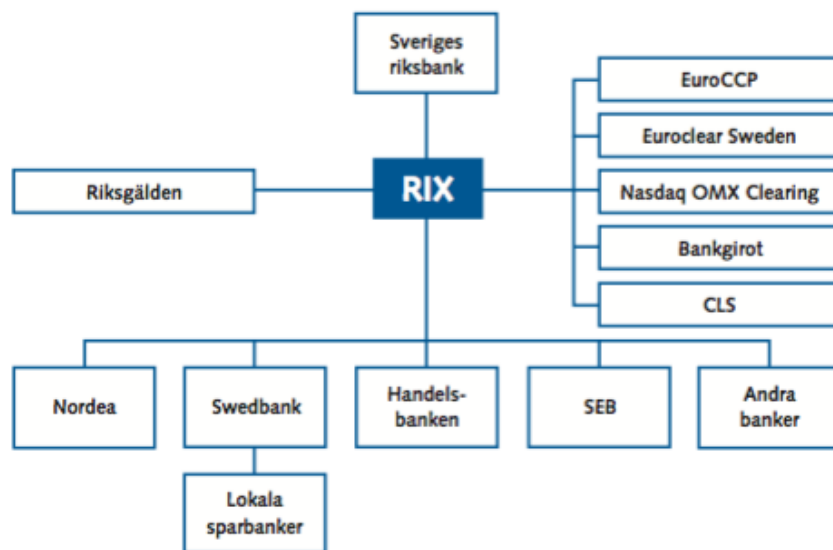 Sveriges
riksbank
EuroCCP
Euroclear Sweden
Riksgälden
RIX
Nasdaq OMX Clearing
Bankgirot
CLS
Nordea
Swedbank
Handels-
banken
SEB
Andra
banker
Lokala
sparbanker